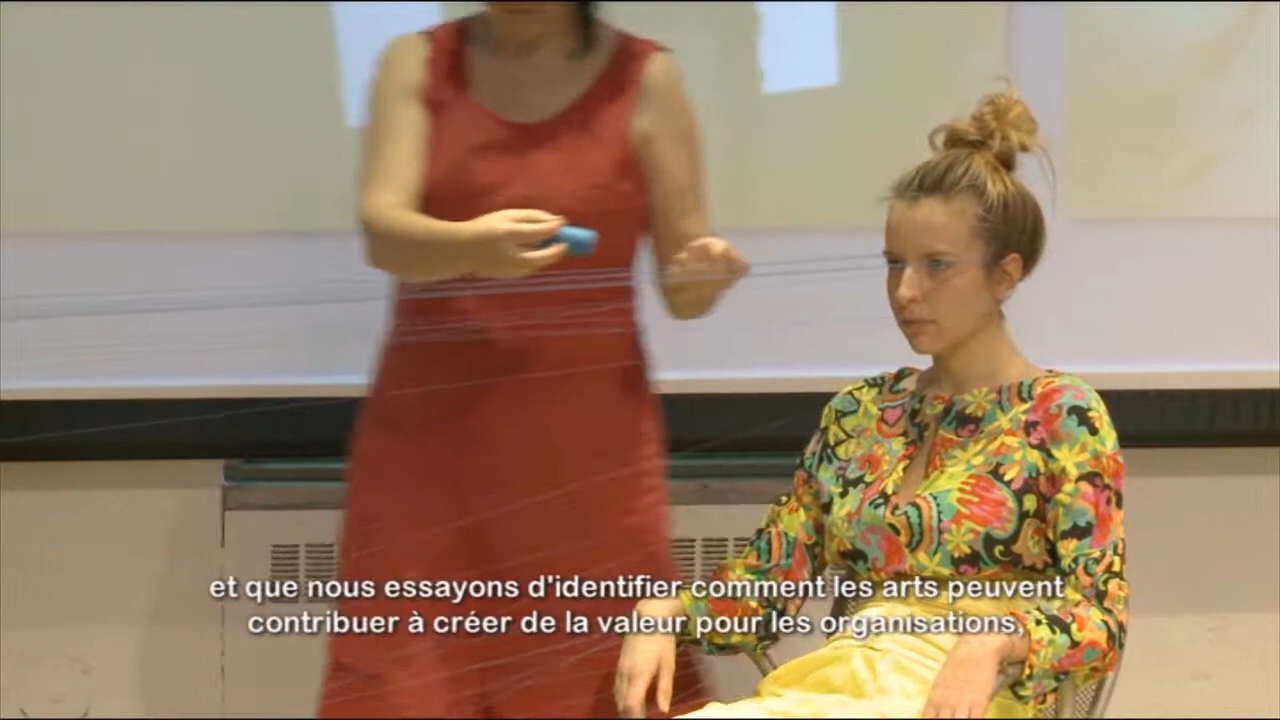 et que nous essayons d'identifier comment les arts peuvent
contribuer à créer de la valeur pour les organisations,